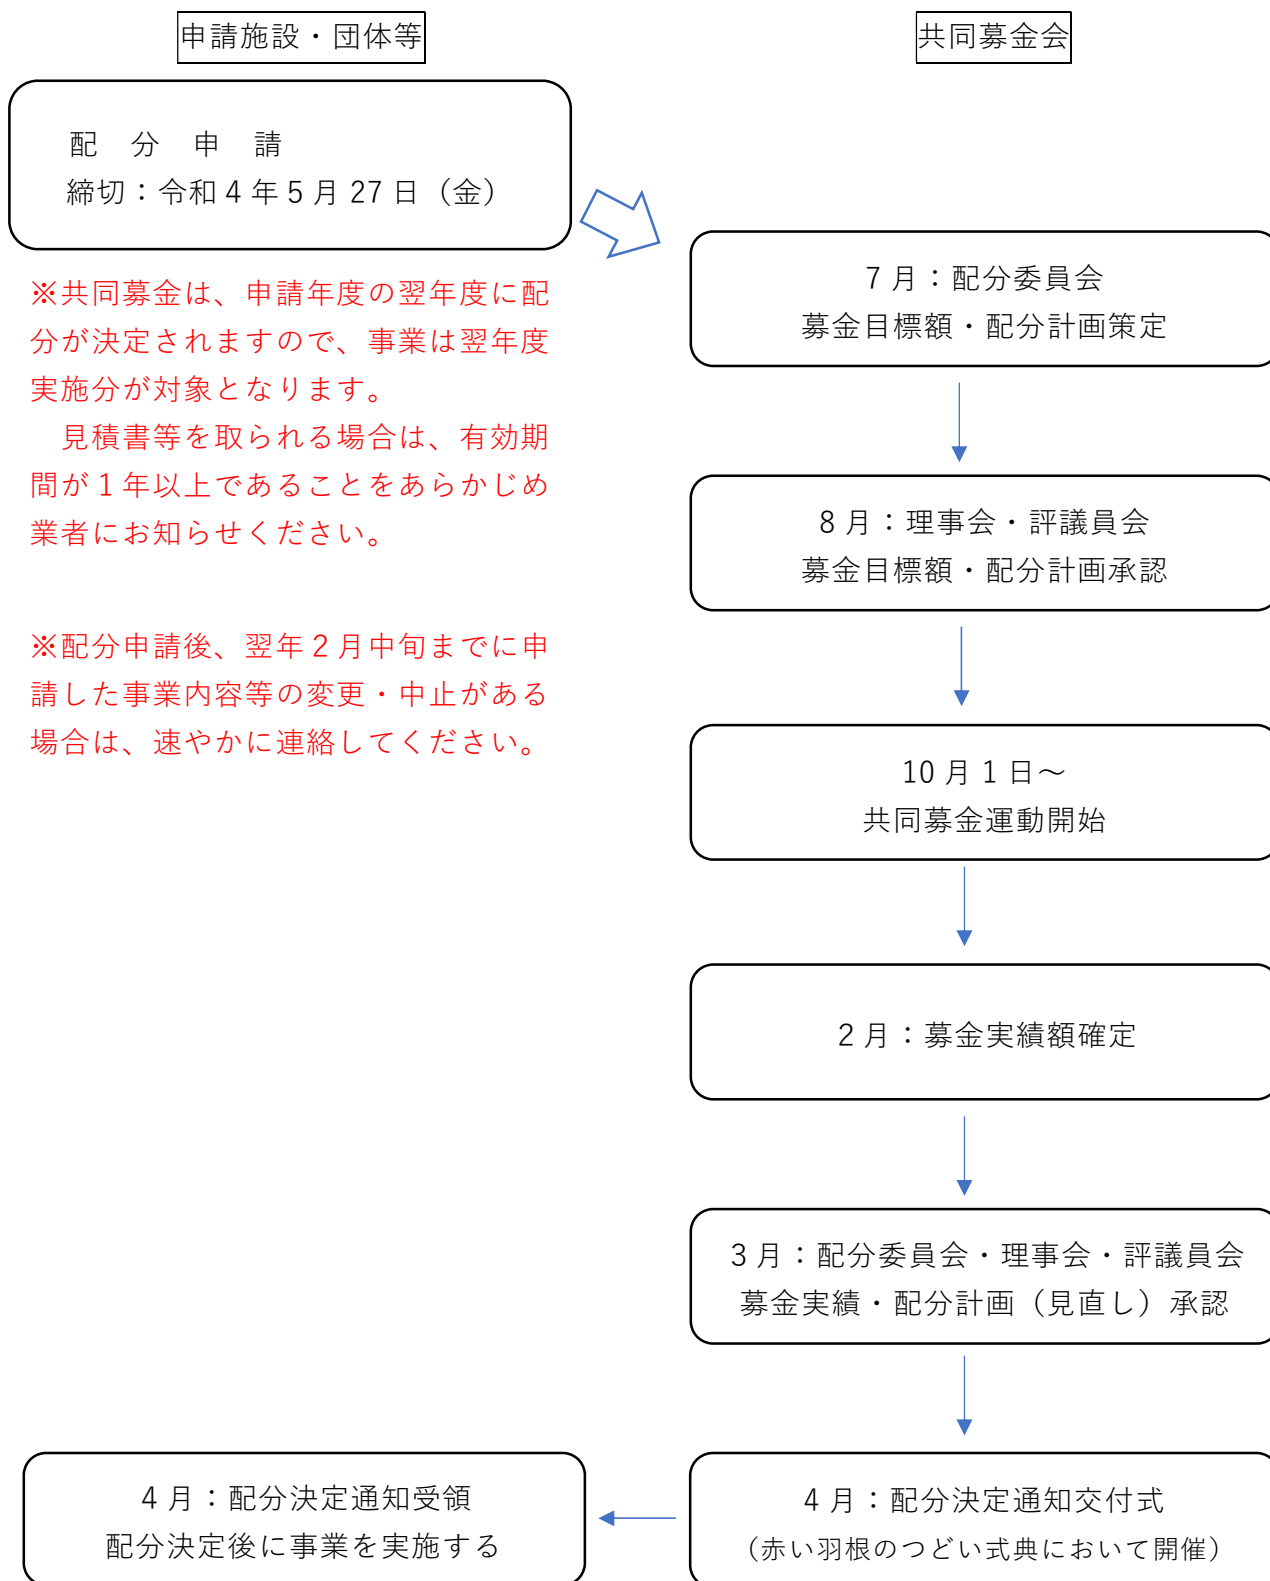 申請施設・団体等
共同募金会
配 分 申 請
締切：令和４年５月 27 日（金）
※共同募金は、申請年度の翌年度に配
分が決定されますので、事業は翌年度
実施分が対象となります。
　見積書等を取られる場合は、有効期
間が１年以上であることをあらかじめ
業者にお知らせください。
※配分申請後、翌年２月中旬までに申
請した事業内容等の変更・中止がある
場合は、速やかに連絡してください。
７月：配分委員会
募金目標額・配分計画策定
８月：理事会・評議員会
募金目標額・配分計画承認
10 月１日～
共同募金運動開始
２月：募金実績額確定
３月：配分委員会・理事会・評議員会
募金実績・配分計画（見直し）承認
４月：配分決定通知交付式
（赤い羽根のつどい式典において開催）
４月：配分決定通知受領
配分決定後に事業を実施する